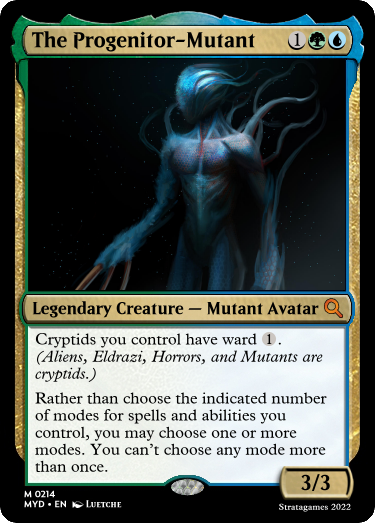 The Progenitor-Mutant 1
Legendary Creature — Mutant Avatar
Cryptids you control have ward 1.
(Aliens, Eldrazi, Horrors, and Mutants are
cryptids.)
Rather than choose the indicated number
of modes for spells and abilities you
control, you may choose one or more
modes. You can't choose any mode more
than once.
3/3
M 0214
MYD • EN Luetche
Stratagames 2022